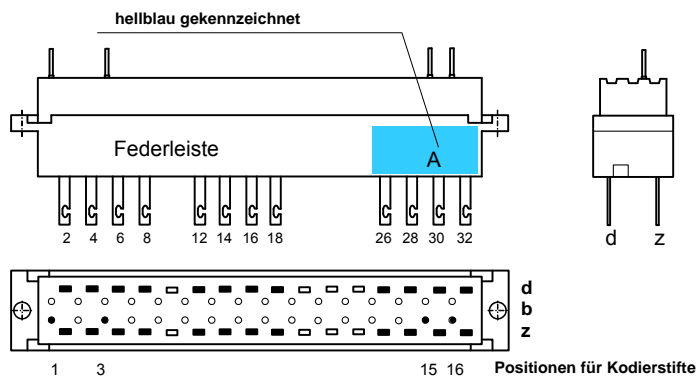 hellblau gekennzeichnet
Federleiste A
2 4 6 8 12 14 16 18 26 28 30 32
d z
d
b
z
1 3 15 16 Positionen für Kodierstifte